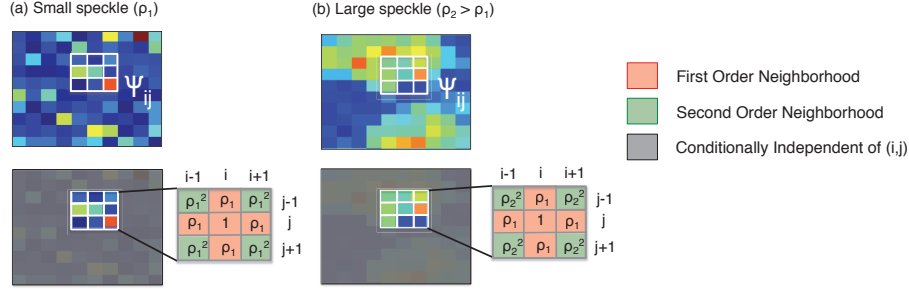 (a) Small speckle (ρ₁)
(b) Large speckle (ρ₂ > ρ₁)
Ψij
Ψij
First Order Neighborhood
Second Order Neighborhood
Conditionally Independent of (i,j)
i-1 i i+1
ρ₁² ρ₁ ρ₁² j-1
ρ₁ 1 ρ₁ j
ρ₁² ρ₁ ρ₁² j+1
i-1 i i+1
ρ₂² ρ₁ ρ₂² j-1
ρ₁ 1 ρ₁ j
ρ₂² ρ₁ ρ₂² j+1